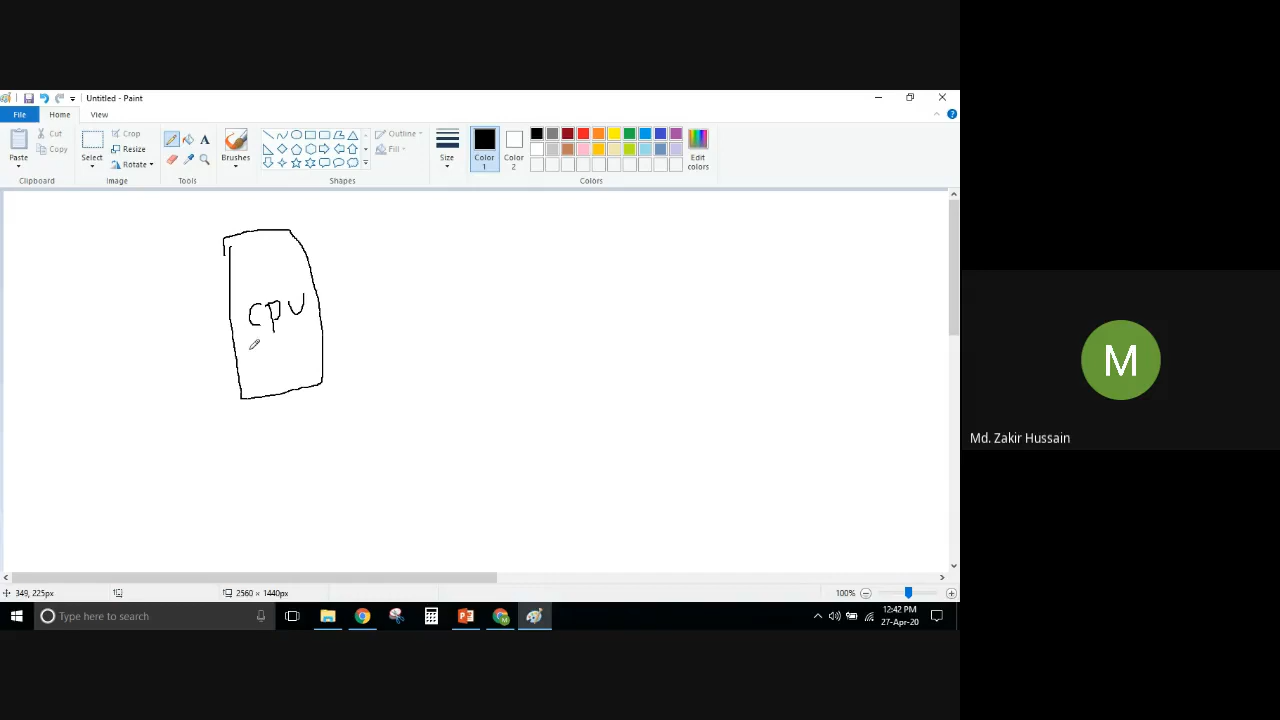 Untitled - Paint
File Home View
Paste
Cut
Copy
Clipboard
Select
Crop
Resize
Rotate
Image
A
Tools
Brushes
Shapes
Outline
Fill
Size
Color 1
Color 2
Edit colors
Colors
CPU
M
Md. Zakir Hussain
349, 225px
2560 × 1440px
100%
Type here to search
12:42 PM
27-Apr-20